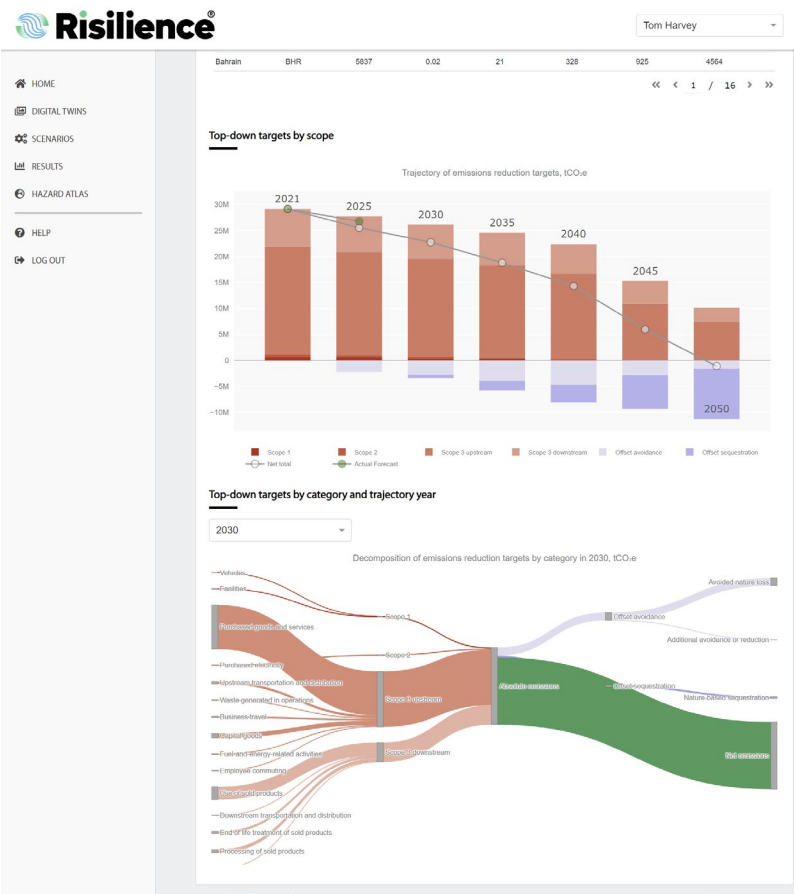 Risilience®
Tom Harvey
HOME
DIGITAL TWINS
SCENARIOS
RESULTS
HAZARD ATLAS
HELP
LOG OUT
Bahrain BHR 5837 0.02 21 328 925 4564
« ‹ 1 / 16 › »
Top-down targets by scope
Trajectory of emissions reduction targets, tCO₂e
30M
25M
20M
15M
10M
5M
0
−5M
−10M
2021
2025
2030
2035
2040
2045
2050
Scope 1 Scope 2 Scope 3 upstream Scope 3 downstream Offset avoidance Offset sequestration
Net total Actual Forecast
Top-down targets by category and trajectory year
2030
Decomposition of emissions reduction targets by category in 2030, tCO₂e
Vehicles
Facilities
Purchased goods and services
Purchased electricity
Upstream transportation and distribution
Waste generated in operations
Business travel
Capital goods
Fuel-and-energy-related activities
Employee commuting
Use of sold products
Downstream transportation and distribution
End of life treatment of sold products
Processing of sold products
Scope 1
Scope 2
Scope 3 upstream
Scope 3 downstream
Absolute emissions
Offset avoidance
Offset sequestration
Avoided nature loss
Additional avoidance or reduction
Nature-based sequestration
Net emissions